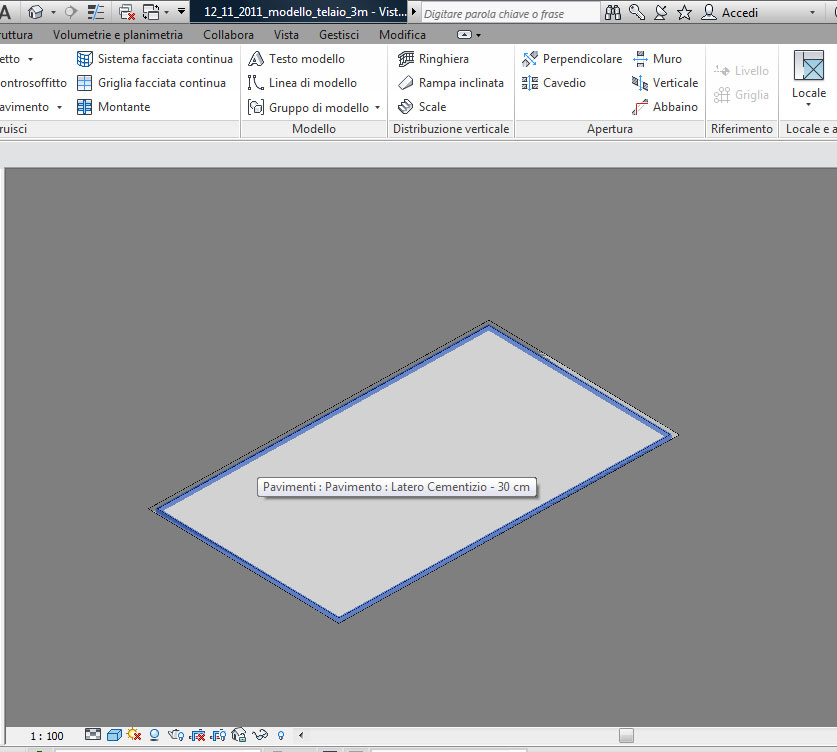 12_11_2011_modello_telaio_3m - Vist... Digitare parola chiave o frase Accedi
uttura Volumetrie e planimetria Collabora Vista Gestisci Modifica
etto Sistema facciata continua Testo modello Ringhiera Perpendicolare Muro Livello
ontrosoffitto Griglia facciata continua Linea di modello Rampa inclinata Cavedio Verticale Griglia Locale
avimento Montante Gruppo di modello Scale Abbaino
ruisci Modello Distribuzione verticale Apertura Riferimento Locale e a
Pavimenti : Pavimento : Latero Cementizio - 30 cm
1 : 100